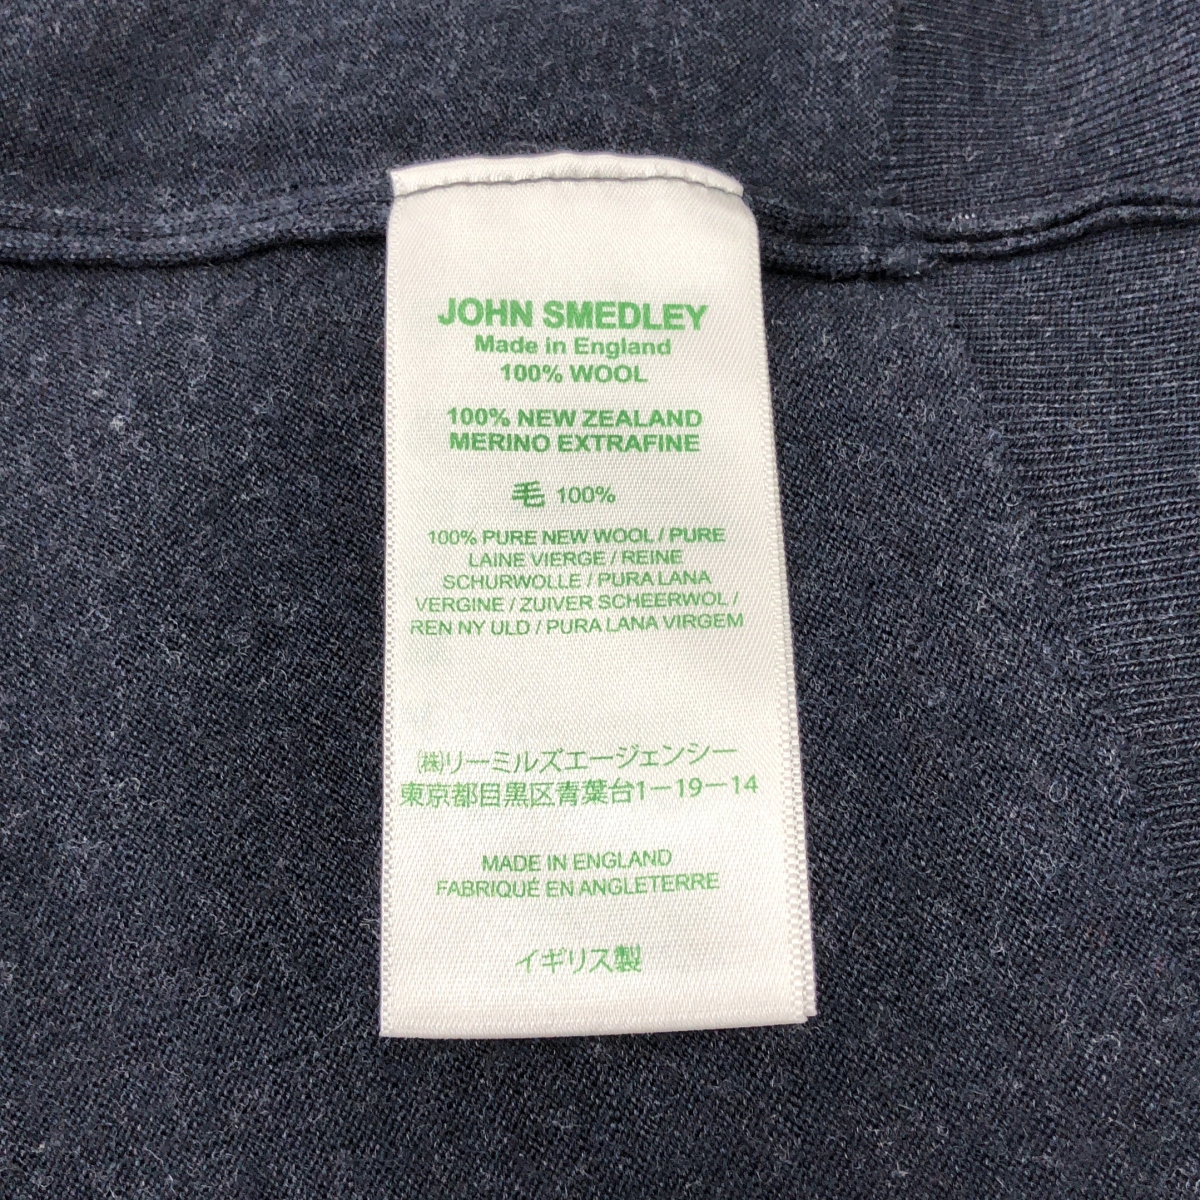 JOHN SMEDLEY
Made in England
100% WOOL
100% NEW ZEALAND
MERINO EXTRAFINE
毛 100%
100% PURE NEW WOOL / PURE
LAINE VIERGE / REINE
SCHURWOLLE / PURA LANA
VERGINE / ZUIVER SCHEERWOL /
REN NY ULD / PURA LANA VIRGEM
(株)リーミルズエージェンシー
東京都目黒区青葉台1-19-14
MADE IN ENGLAND
FABRIQUÉ EN ANGLETERRE
イギリス製